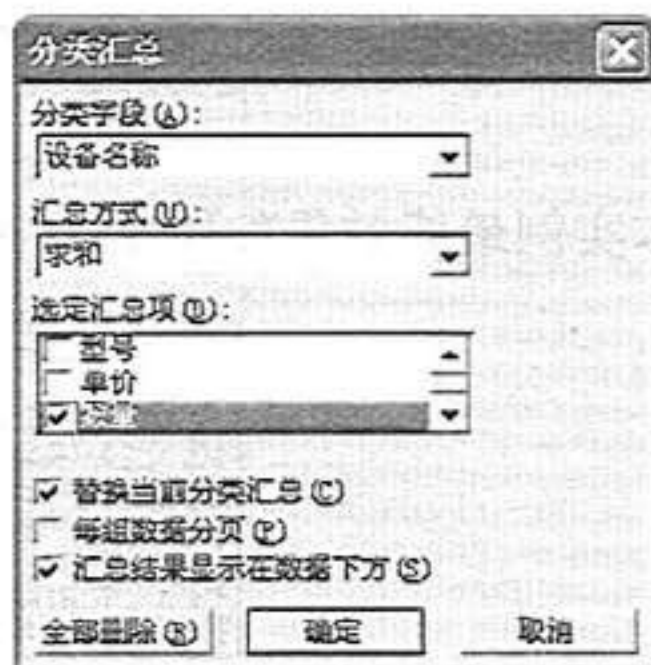 分类汇总
分类字段(A):
设备名称
汇总方式(U):
求和
选定汇总项(D):
型号
单价
数量
替换当前分类汇总(C)
每组数据分页(P)
汇总结果显示在数据下方(S)
全部删除(R) 确定 取消